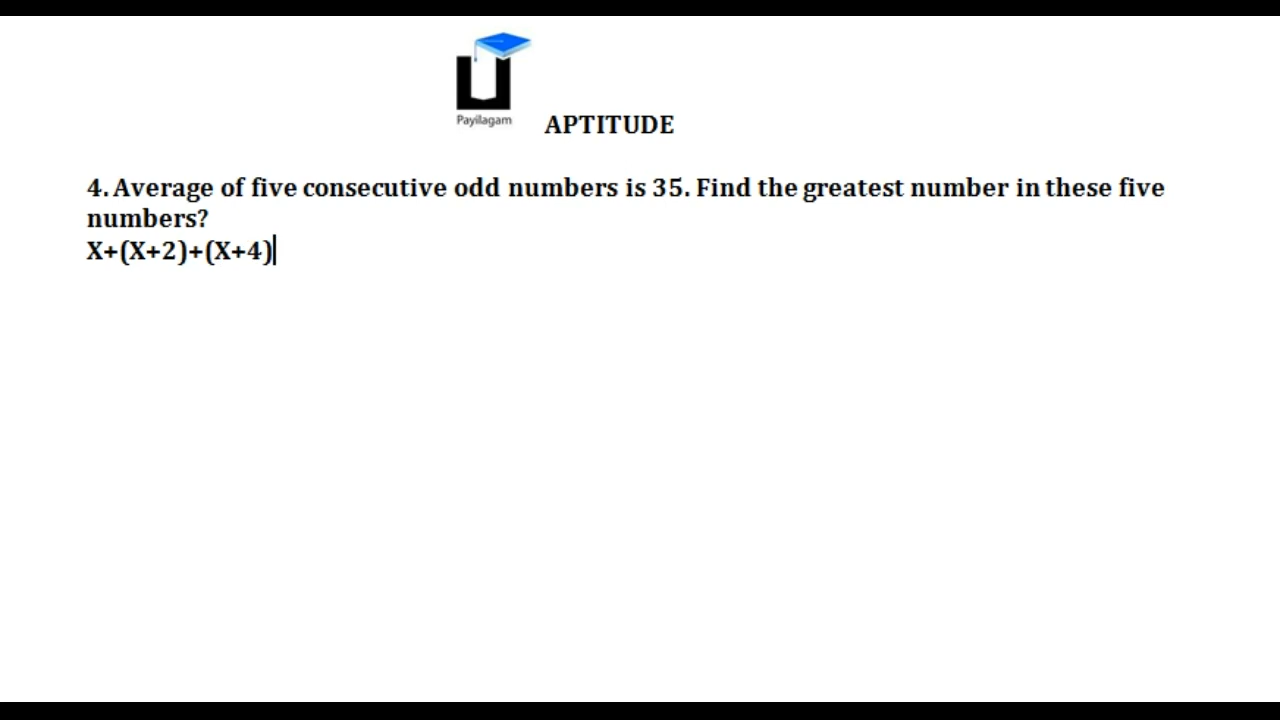 Payilagam
APTITUDE
4. Average of five consecutive odd numbers is 35. Find the greatest number in these five
numbers?
X+(X+2)+(X+4)